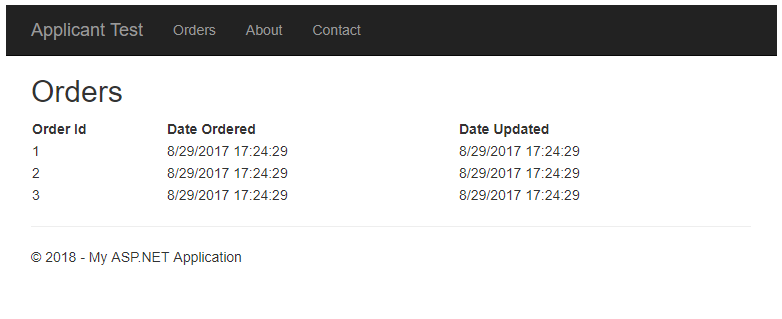 Applicant Test Orders About Contact
Orders
Order Id Date Ordered Date Updated
1 8/29/2017 17:24:29 8/29/2017 17:24:29
2 8/29/2017 17:24:29 8/29/2017 17:24:29
3 8/29/2017 17:24:29 8/29/2017 17:24:29
© 2018 - My ASP.NET Application